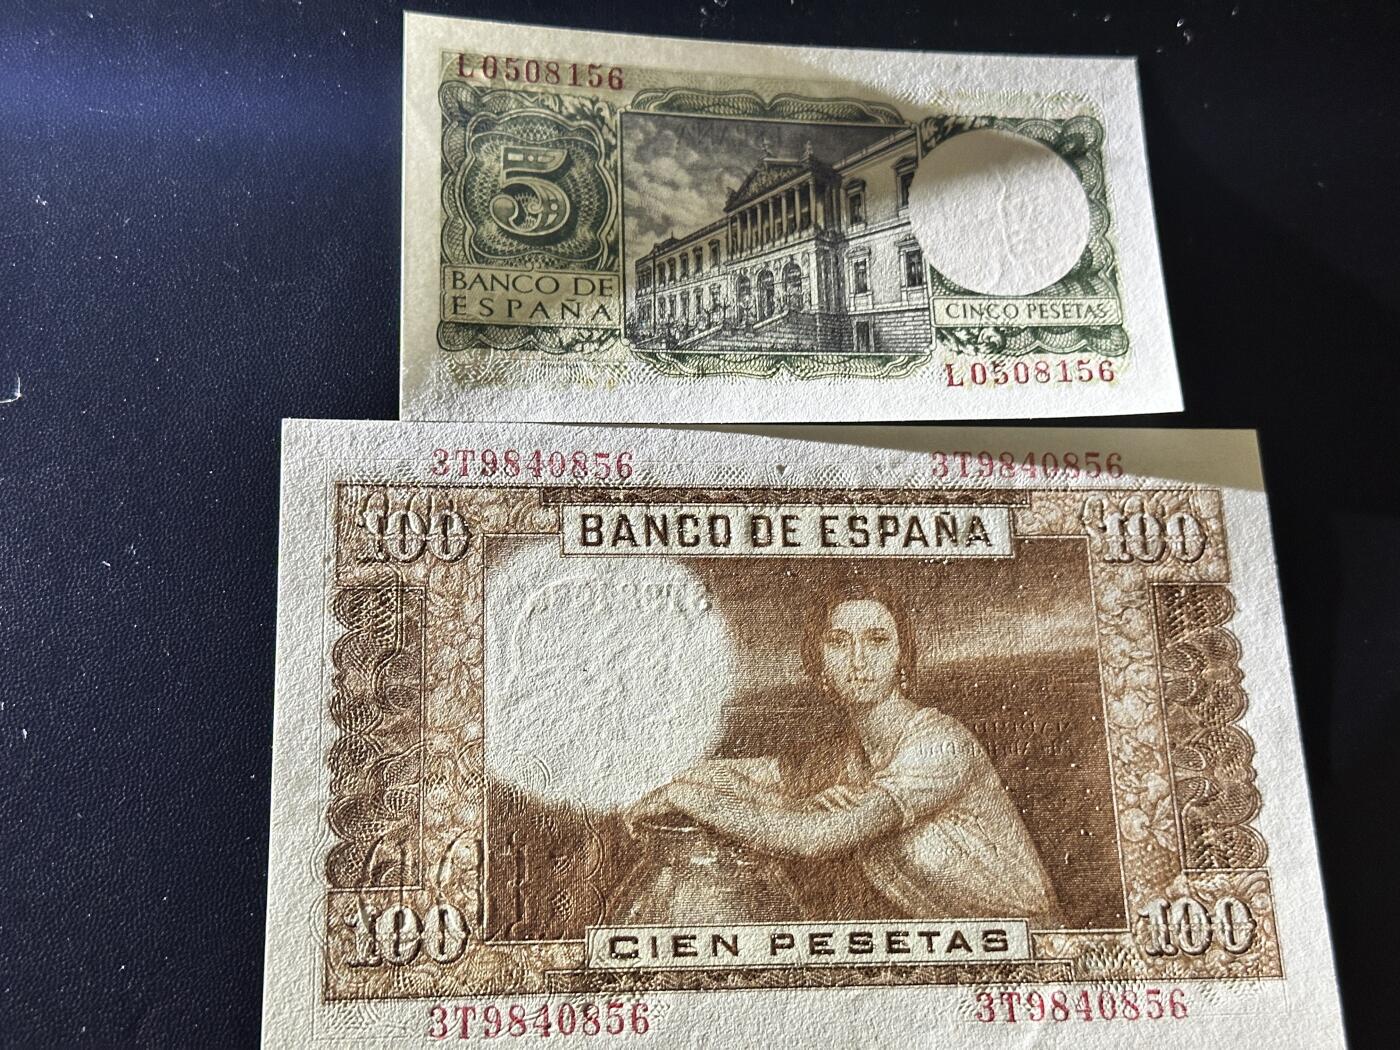 L0508156
5
BANCO DE
ESPAÑA
CINCO PESETAS
L0508156
3T9840856 3T9840856
100 BANCO DE ESPAÑA 100
100 CIEN PESETAS 100
3T9840856 3T9840856